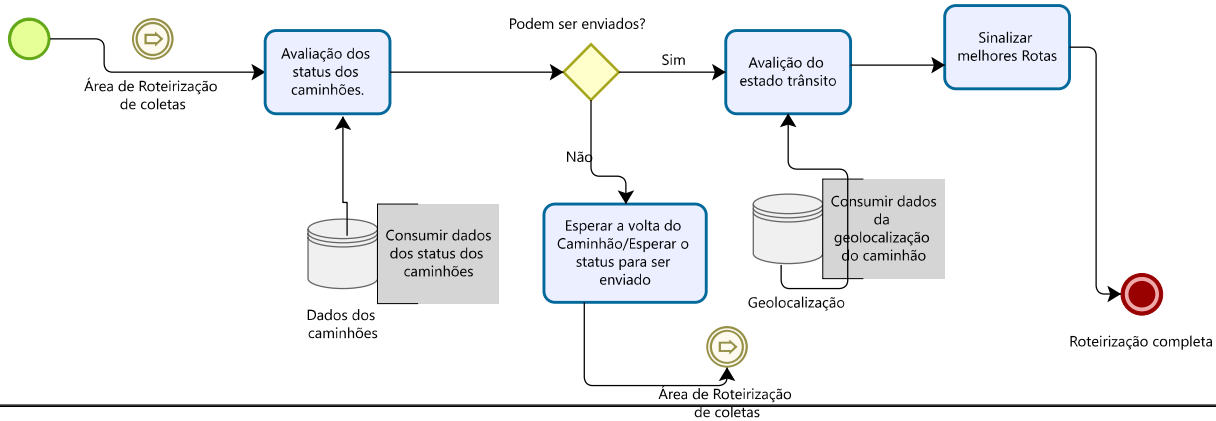 Podem ser enviados?
Área de Roteirização
de coletas
Avaliação dos
status dos
caminhões.
Sim
Avalição do
estado trânsito
Sinalizar
melhores Rotas
Não
Consumir dados
dos status dos
caminhões
Dados dos
caminhões
Esperar a volta do
Caminhão/Esperar o
status para ser
enviado
Consumir dados
da
geolocalização
do caminhão
Geolocalização
Roteirização completa
Área de Roteirização
de coletas